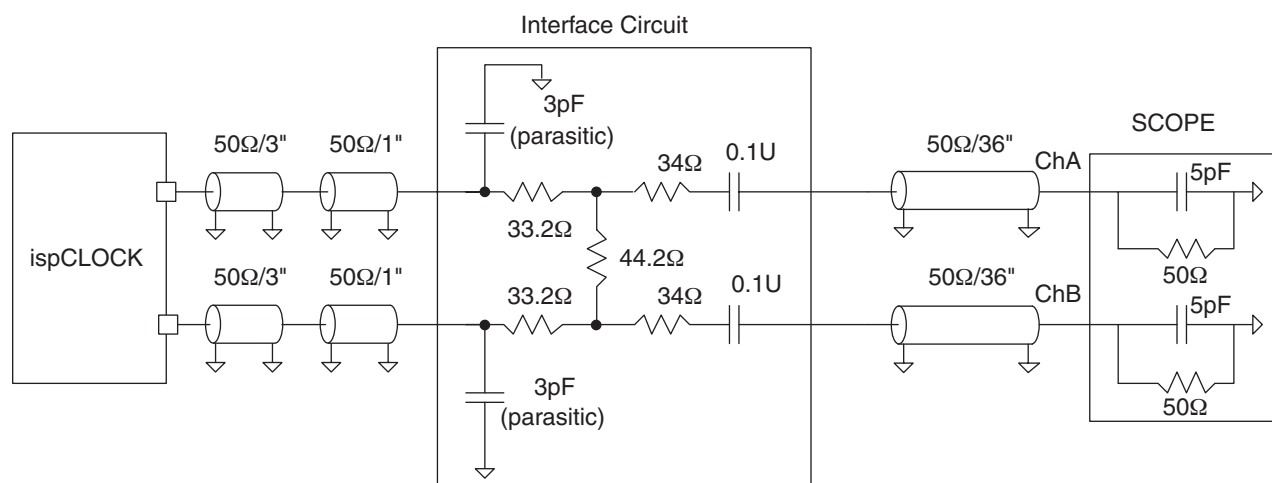 Interface Circuit
3pF
(parasitic)
SCOPE
50Ω/3"
50Ω/1"
34Ω
0.1U
50Ω/36"
ChA
5pF
33.2Ω
50Ω
ispCLOCK
44.2Ω
50Ω/3"
50Ω/1"
33.2Ω
34Ω
0.1U
50Ω/36"
ChB
5pF
50Ω
3pF
(parasitic)